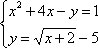 x² + 4x − y = 1
y = √(x + 2) − 5